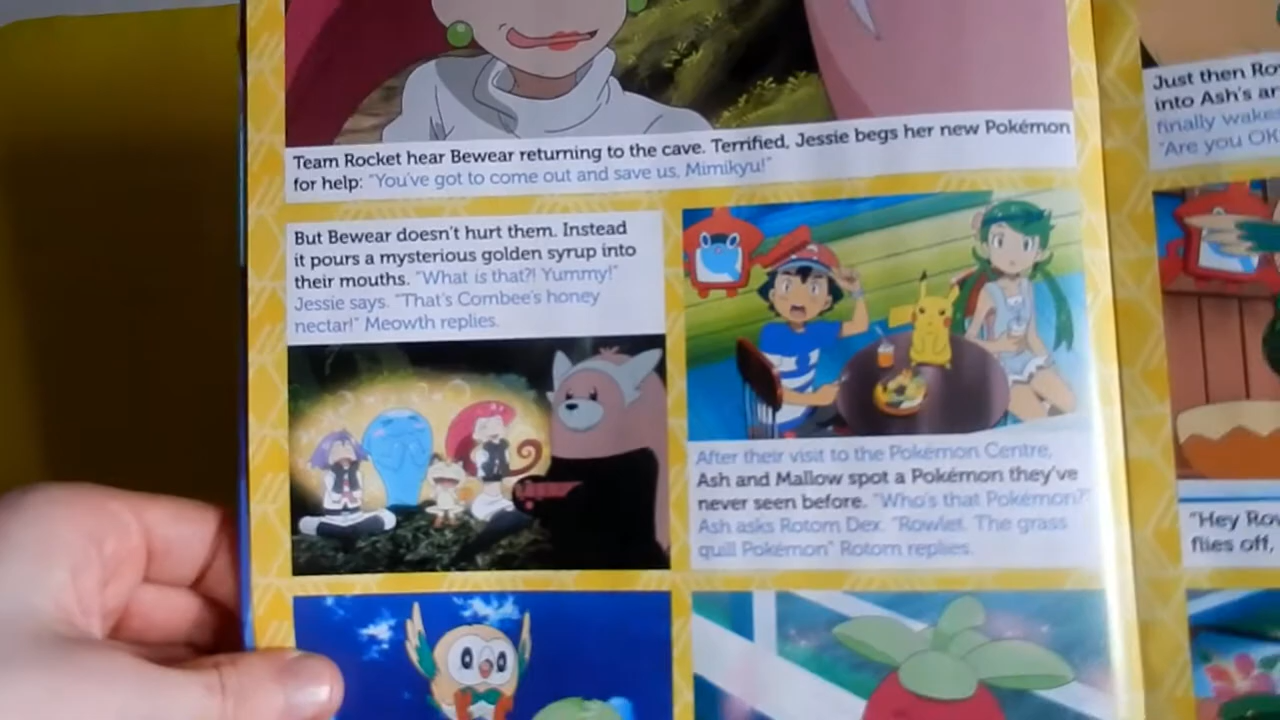 Team Rocket hear Bewear returning to the cave. Terrified, Jessie begs her new Pokémon
for help: "You've got to come out and save us, Mimikyu!"
But Bewear doesn't hurt them. Instead
it pours a mysterious golden syrup into
their mouths. "What is that?! Yummy!"
Jessie says. "That's Combee's honey
nectar!" Meowth replies.
After their visit to the Pokémon Centre,
Ash and Mallow spot a Pokémon they've
never seen before. "Who's that Pokémon?"
Ash asks Rotom Dex. "Rowlet. The grass
quill Pokémon" Rotom replies.
Just then
into Ash's
finally
"Are you OK
"Hey
flies off,